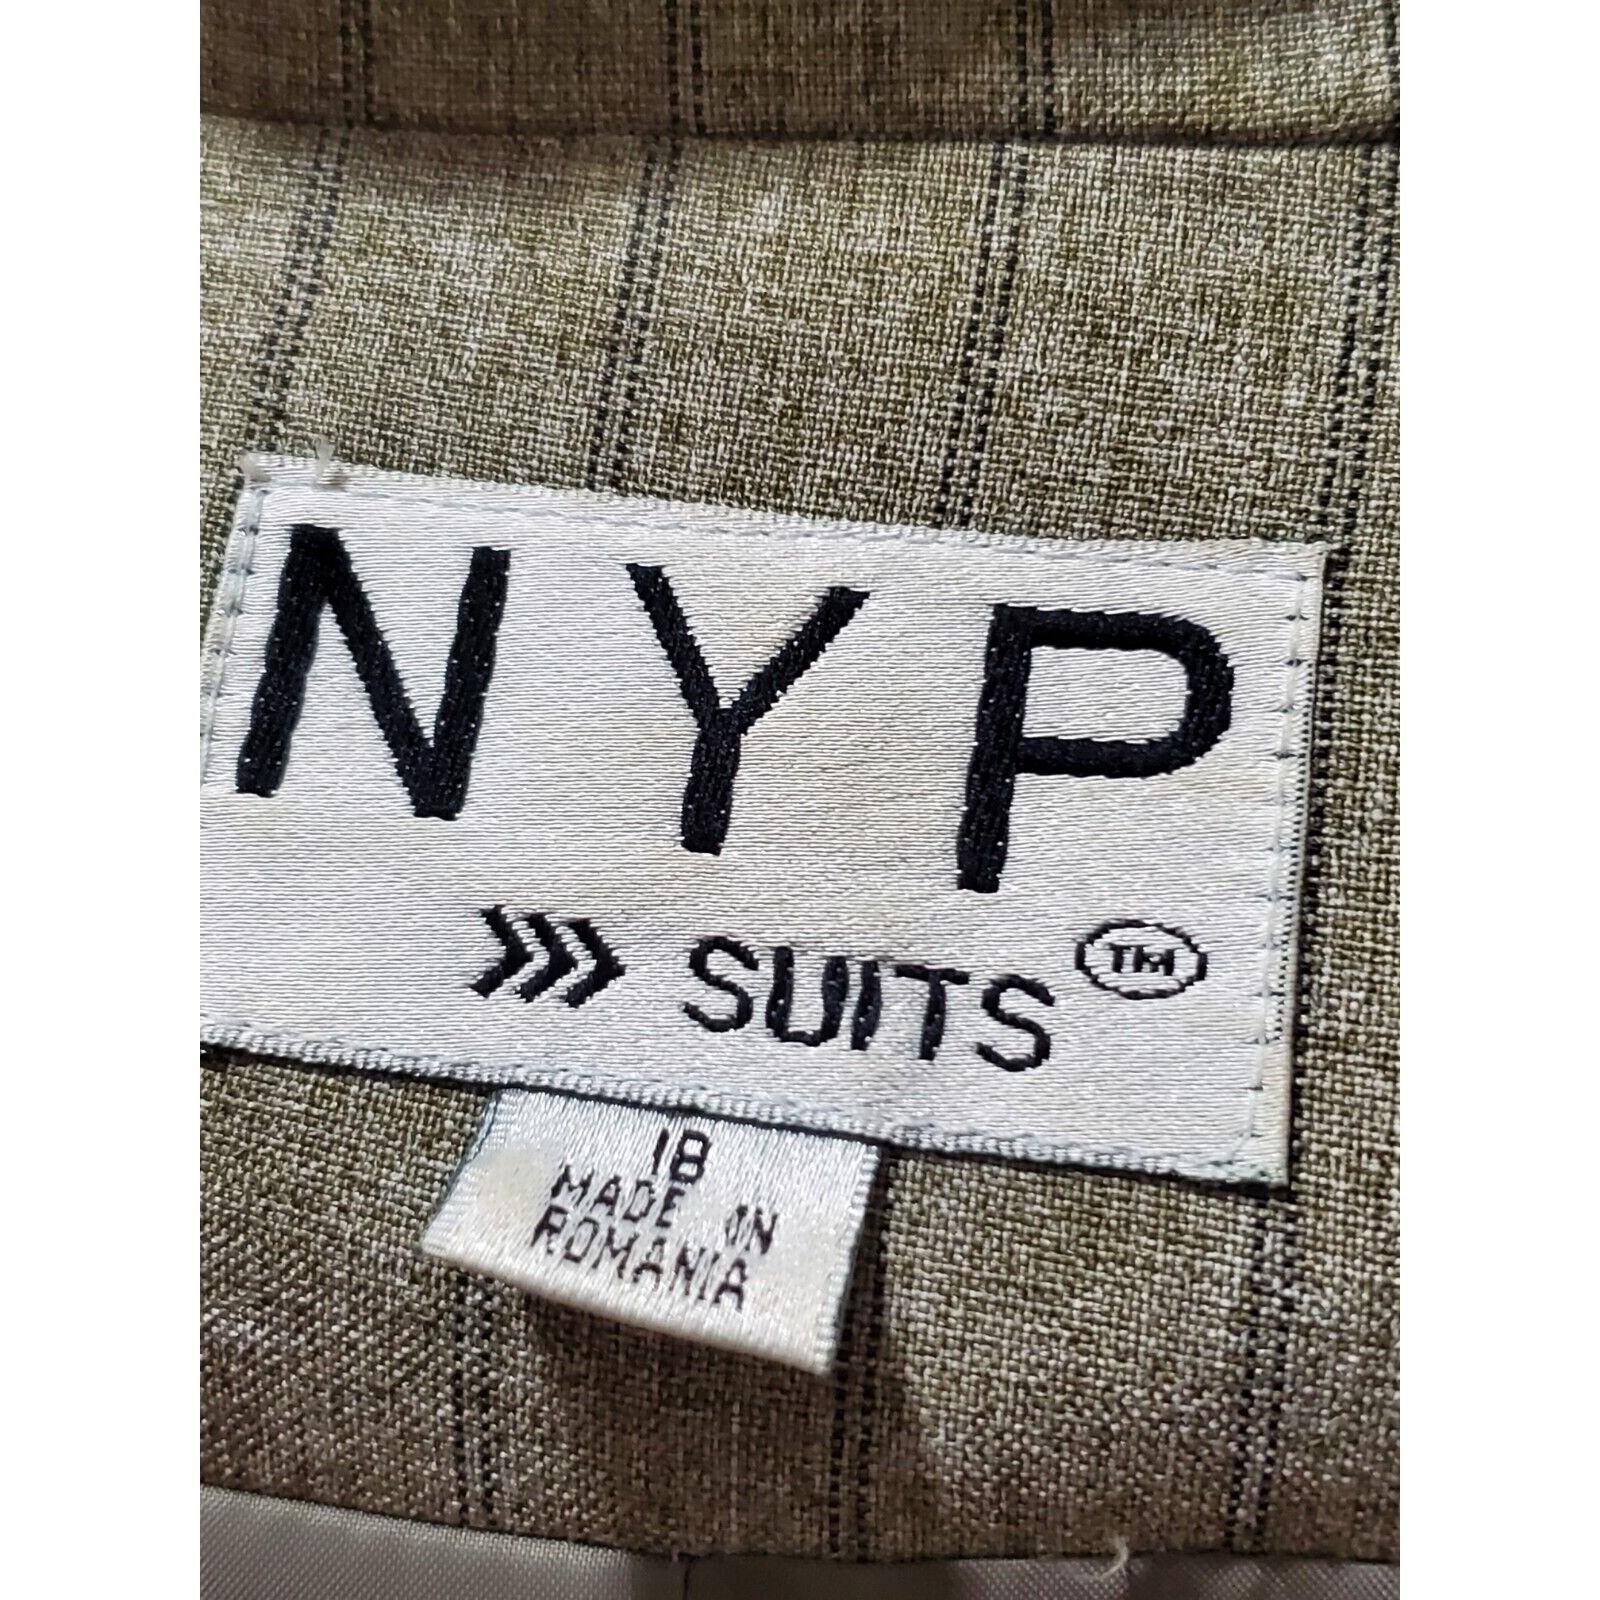 NYP
>>> SUITS ™
18
MADE IN
ROMANIA